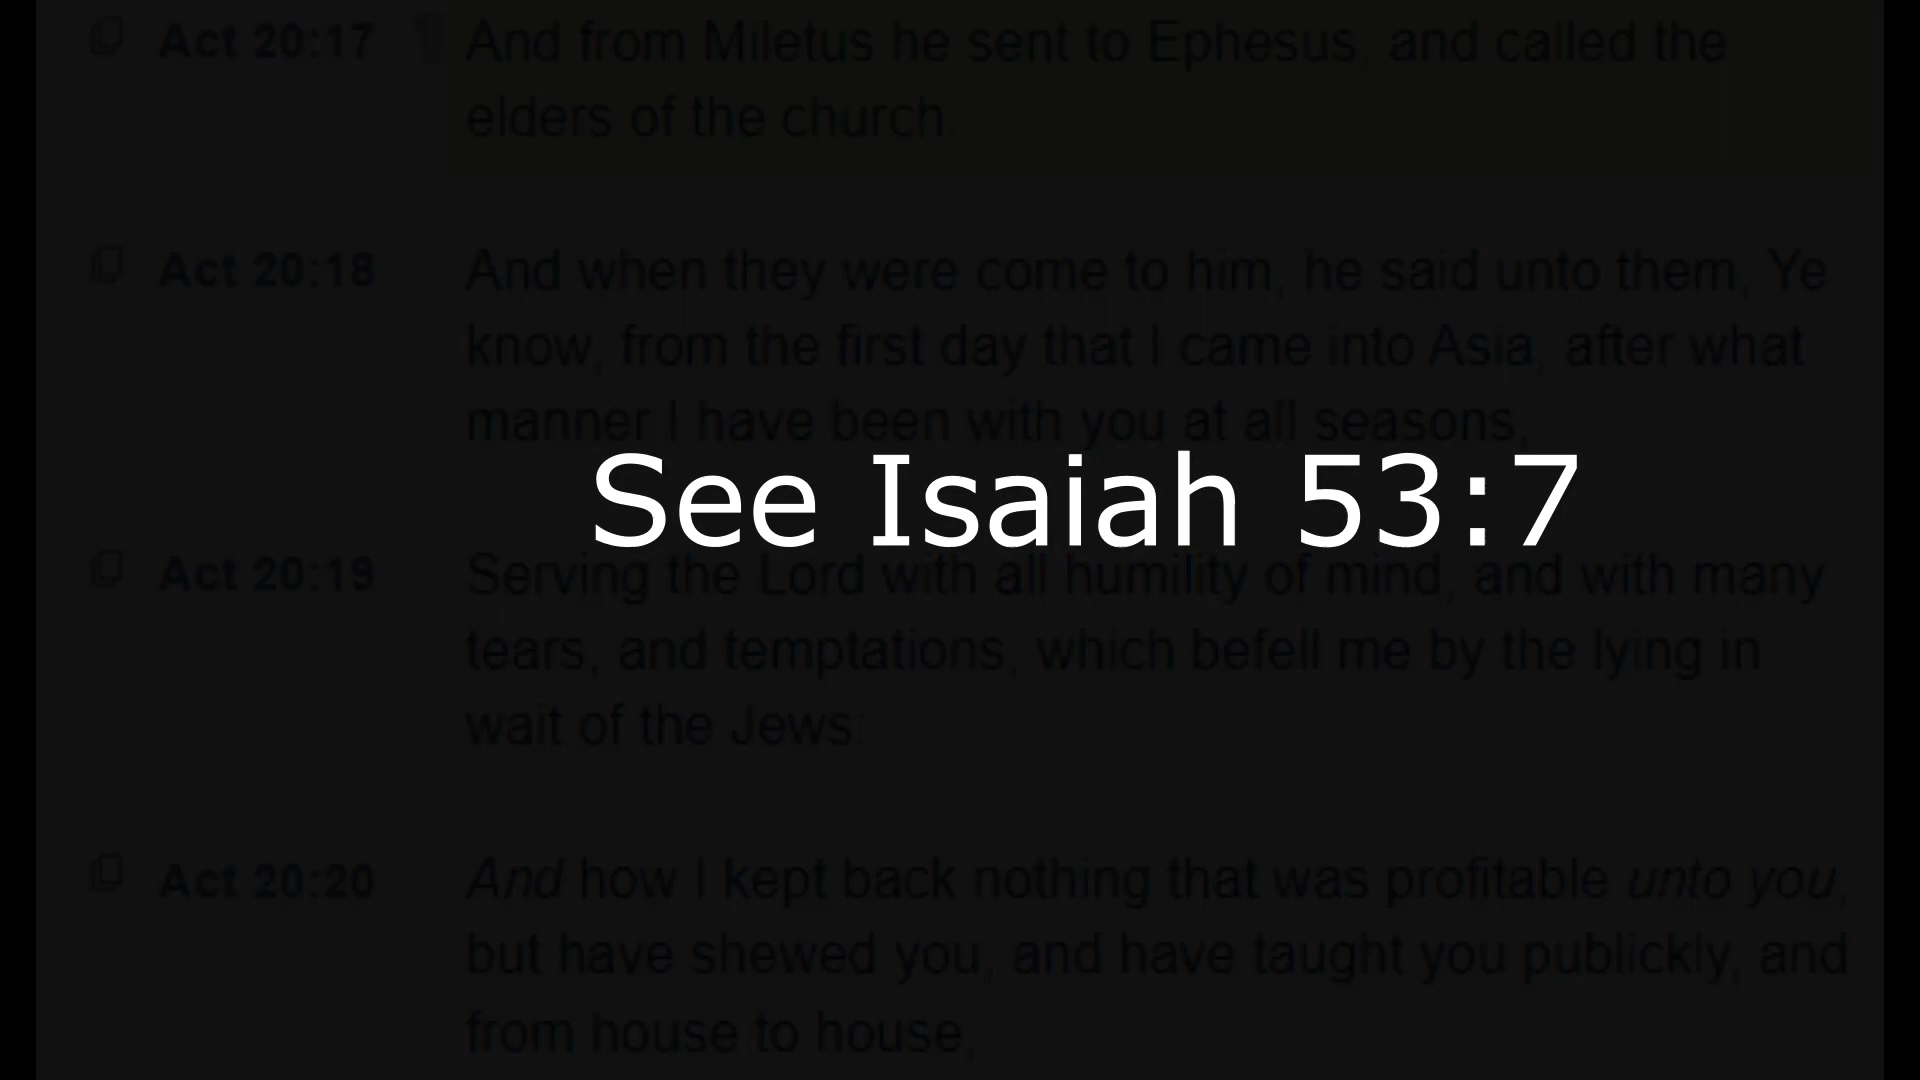 Act 20:17 ¶ And from Miletus he sent to Ephesus, and called the
elders of the church.
Act 20:18 And when they were come to him, he said unto them, Ye
know, from the first day that I came into Asia, after what
manner I have been with you at all seasons,
See Isaiah 53:7
Act 20:19 Serving the Lord with all humility of mind, and with many
tears, and temptations, which befell me by the lying in
wait of the Jews:
Act 20:20 And how I kept back nothing that was profitable unto you,
but have shewed you, and have taught you publickly, and
from house to house,